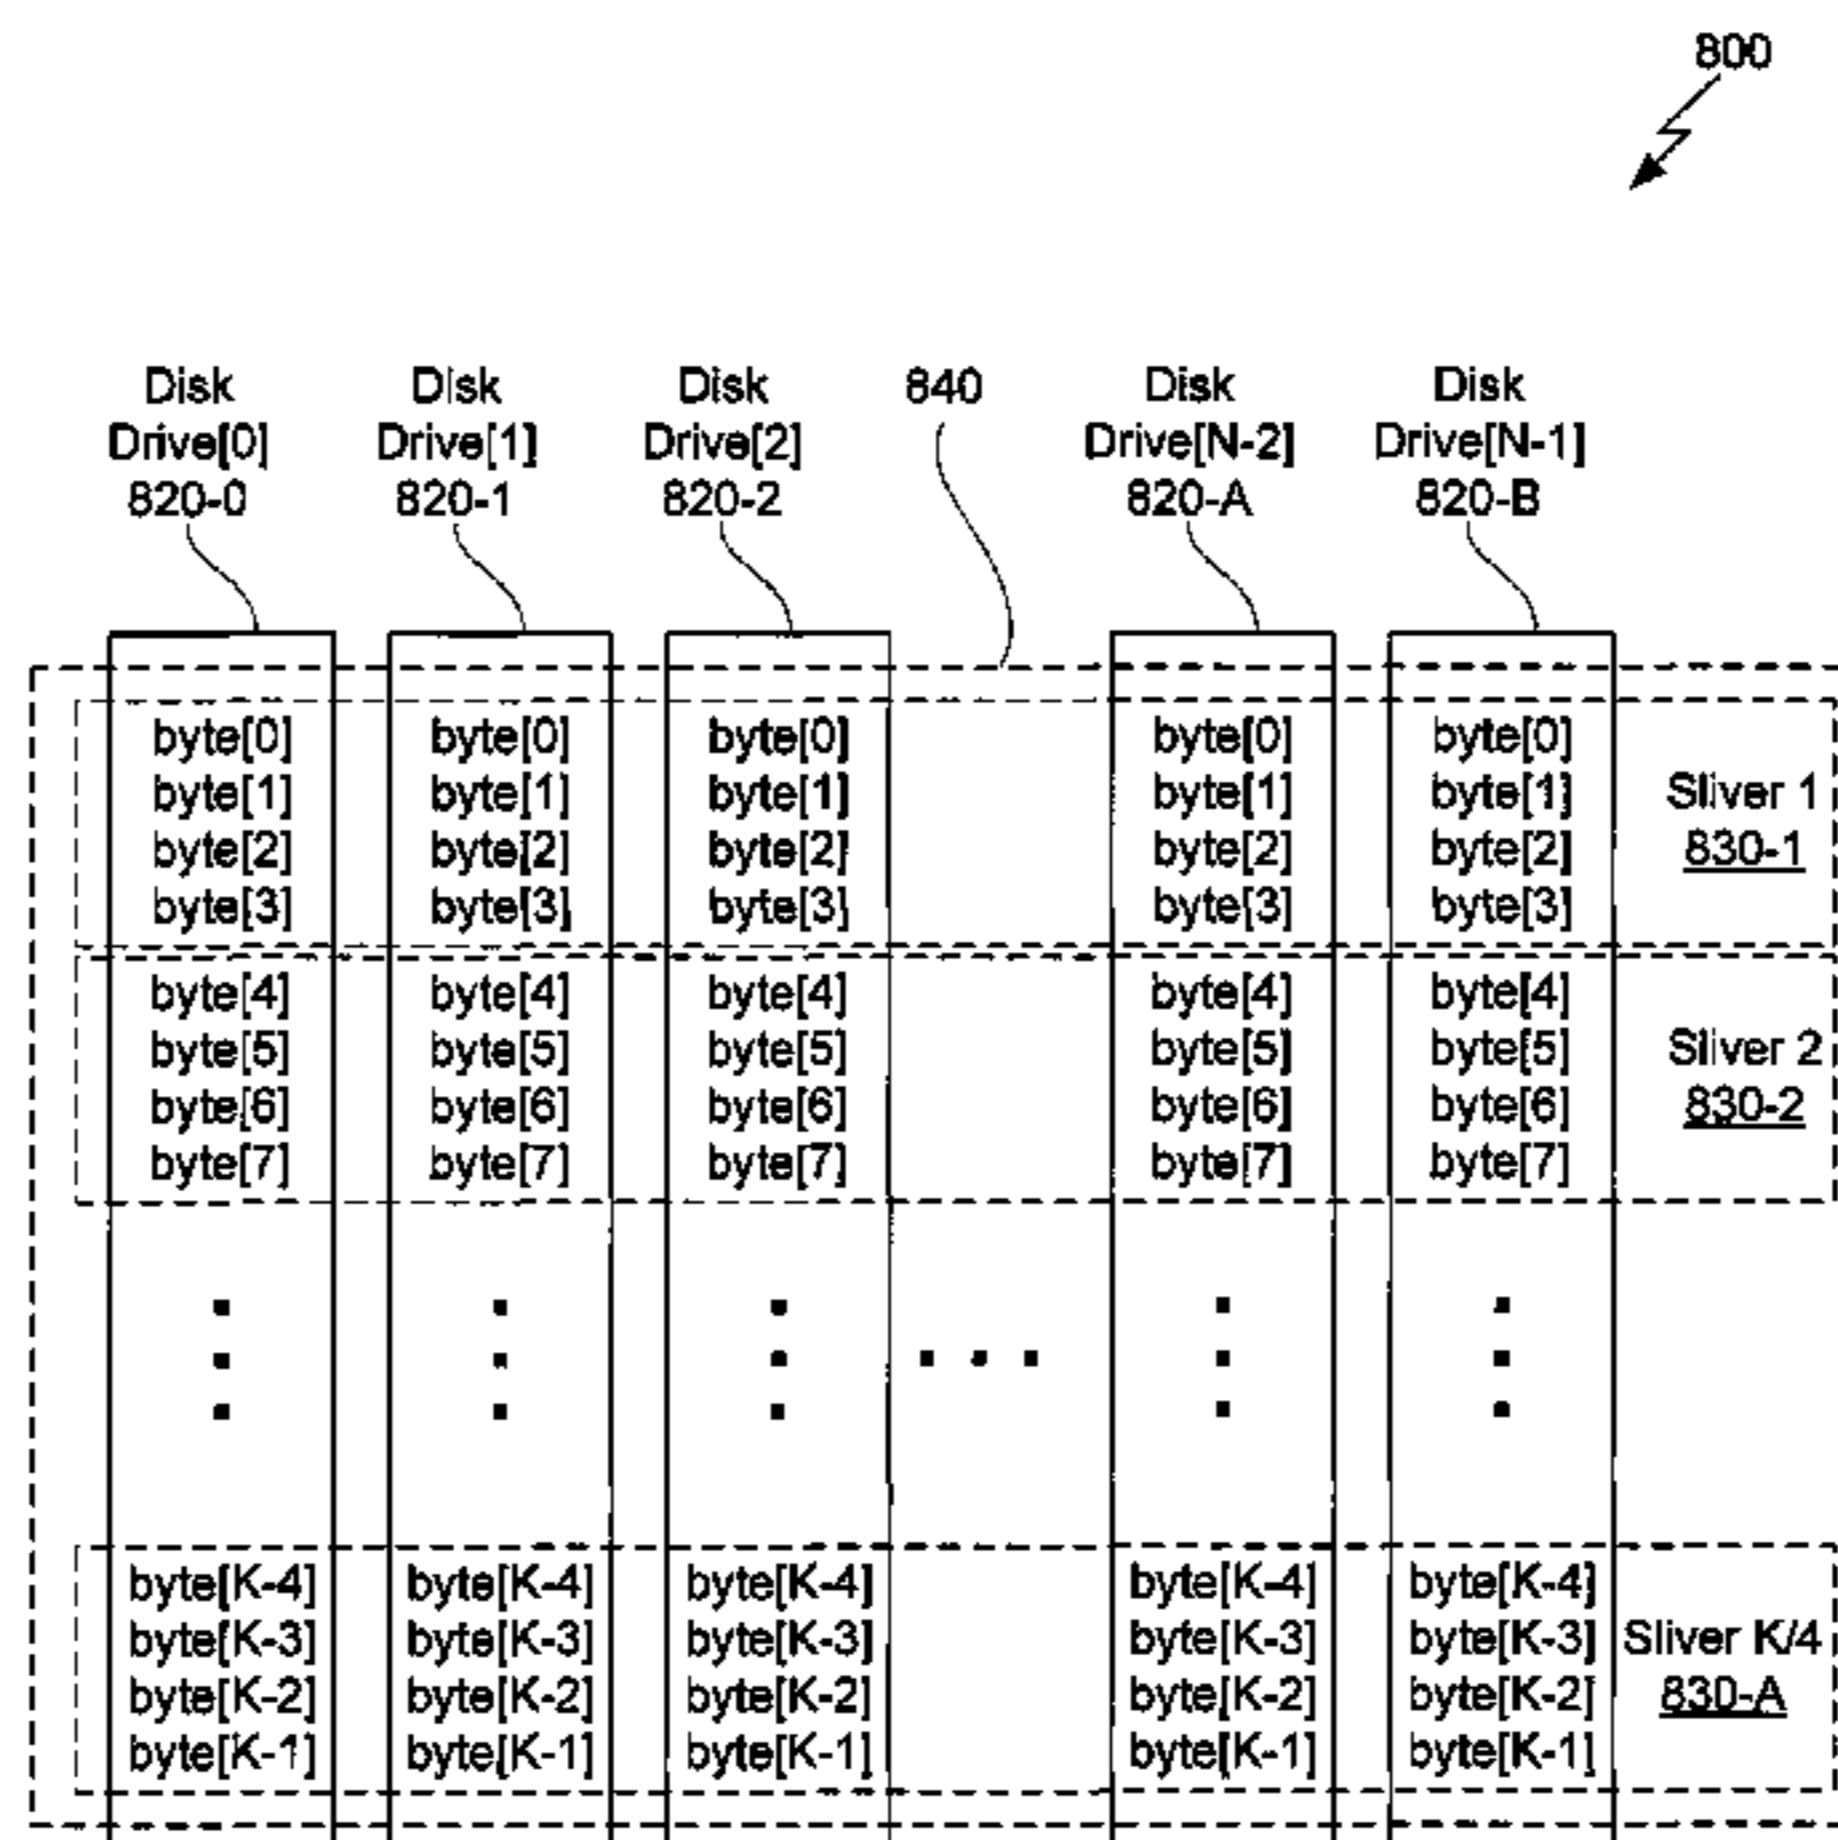 800
Disk Disk Disk 840 Disk Disk
Drive[0] Drive[1] Drive[2] Drive[N-2] Drive[N-1]
820-0 820-1 820-2 820-A 820-B
byte[0] byte[0] byte[0] byte[0] byte[0]
byte[1] byte[1] byte[1] byte[1] byte[1] Sliver 1
byte[2] byte[2] byte[2] byte[2] byte[2] 830-1
byte[3] byte[3] byte[3] byte[3] byte[3]
byte[4] byte[4] byte[4] byte[4] byte[4]
byte[5] byte[5] byte[5] byte[5] byte[5] Sliver 2
byte[6] byte[6] byte[6] byte[6] byte[6] 830-2
byte[7] byte[7] byte[7] byte[7] byte[7]
byte[K-4] byte[K-4] byte[K-4] byte[K-4] byte[K-4]
byte[K-3] byte[K-3] byte[K-3] byte[K-3] byte[K-3] Sliver K/4
byte[K-2] byte[K-2] byte[K-2] byte[K-2] byte[K-2] 830-A
byte[K-1] byte[K-1] byte[K-1] byte[K-1] byte[K-1]